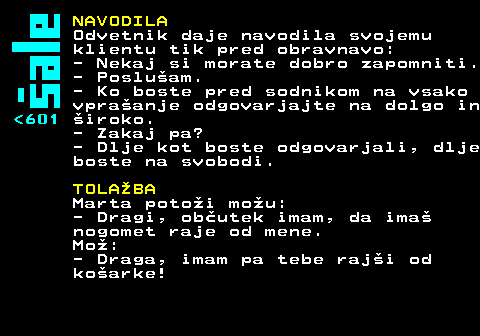 šale
<601
NAVODILA
Odvetnik daje navodila svojemu
klientu tik pred obravnavo:
- Nekaj si morate dobro zapomniti.
- Poslušam.
- Ko boste pred sodnikom na vsako
vprašanje odgovarjajte na dolgo in
široko.
- Zakaj pa?
- Dlje kot boste odgovarjali, dlje
boste na svobodi.
TOLAŽBA
Marta potoži možu:
- Dragi, občutek imam, da imaš
nogomet raje od mene.
Mož:
- Draga, imam pa tebe rajši od
košarke!